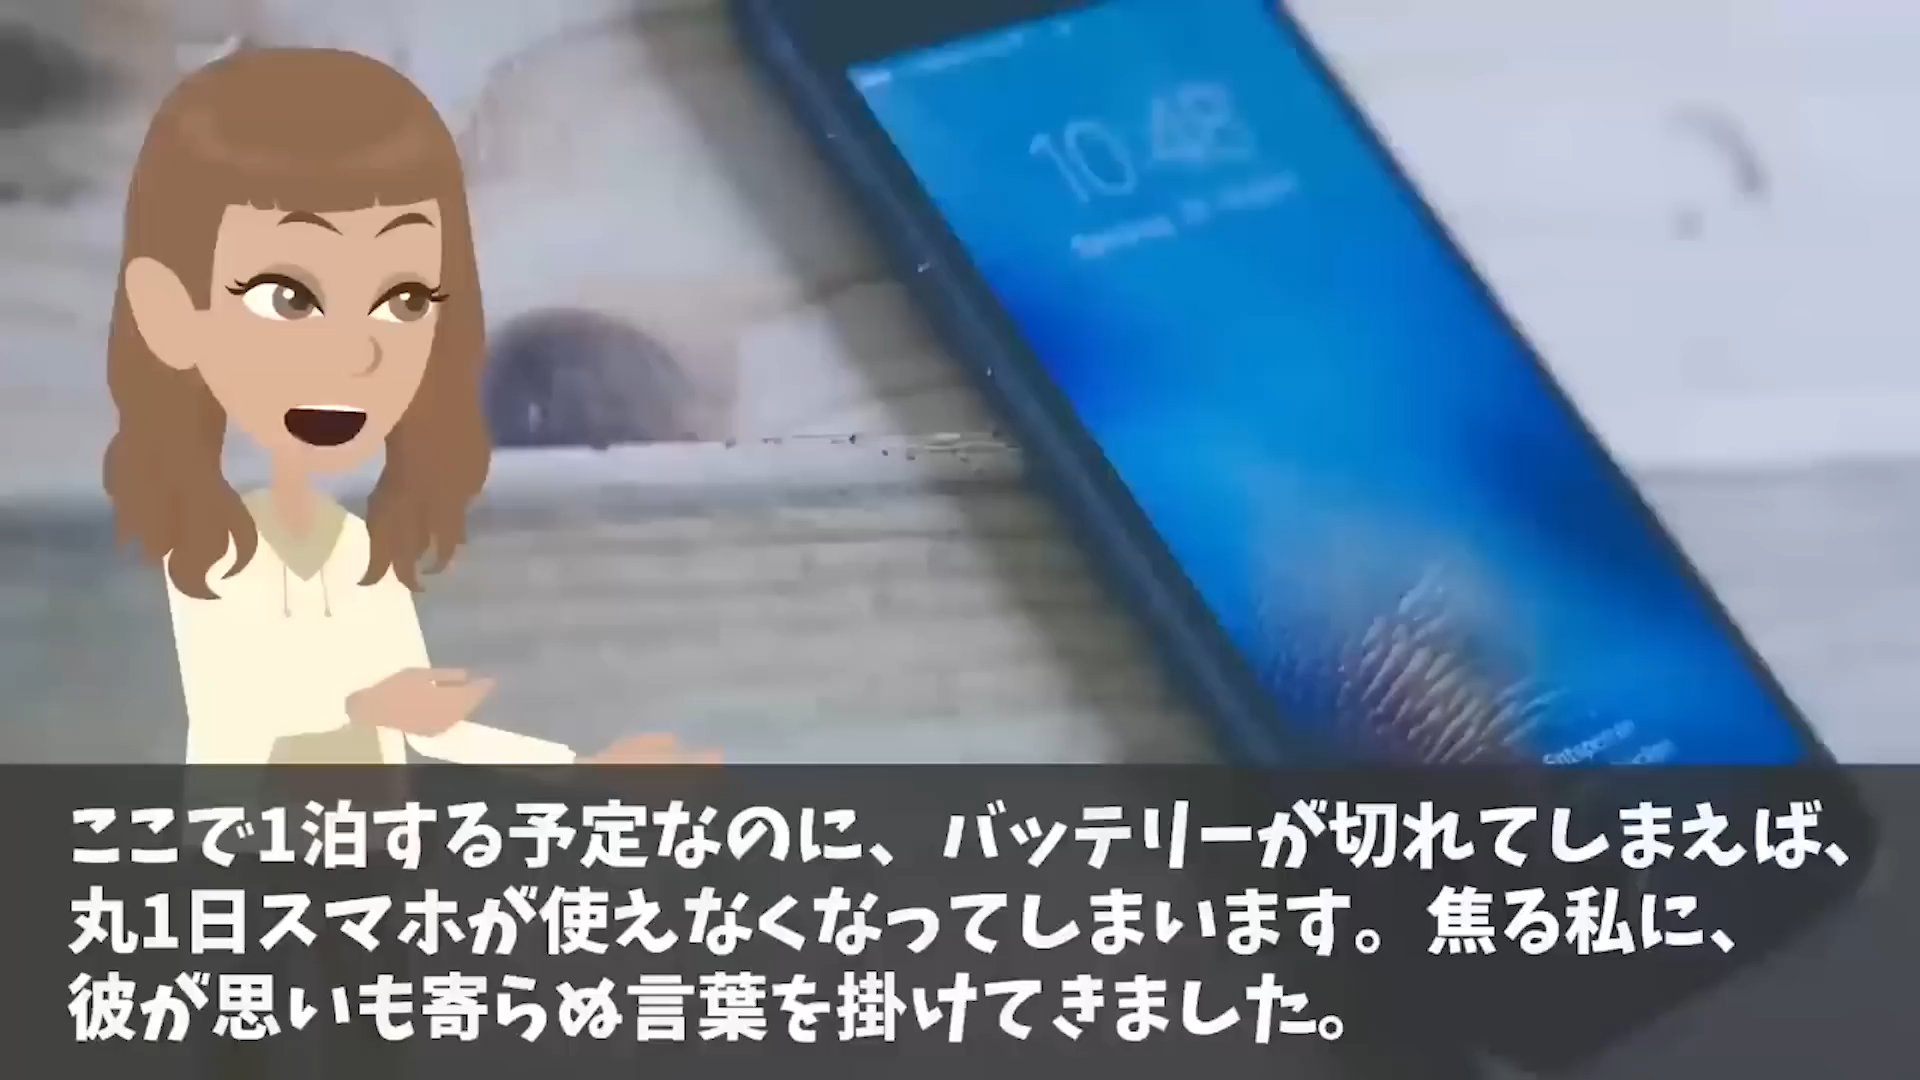 10:48
ここで1泊する予定なのに、バッテリーが切れてしまえば、
丸1日スマホが使えなくなってしまいます。焦る私に、
彼が思いも寄らぬ言葉を掛けてきました。